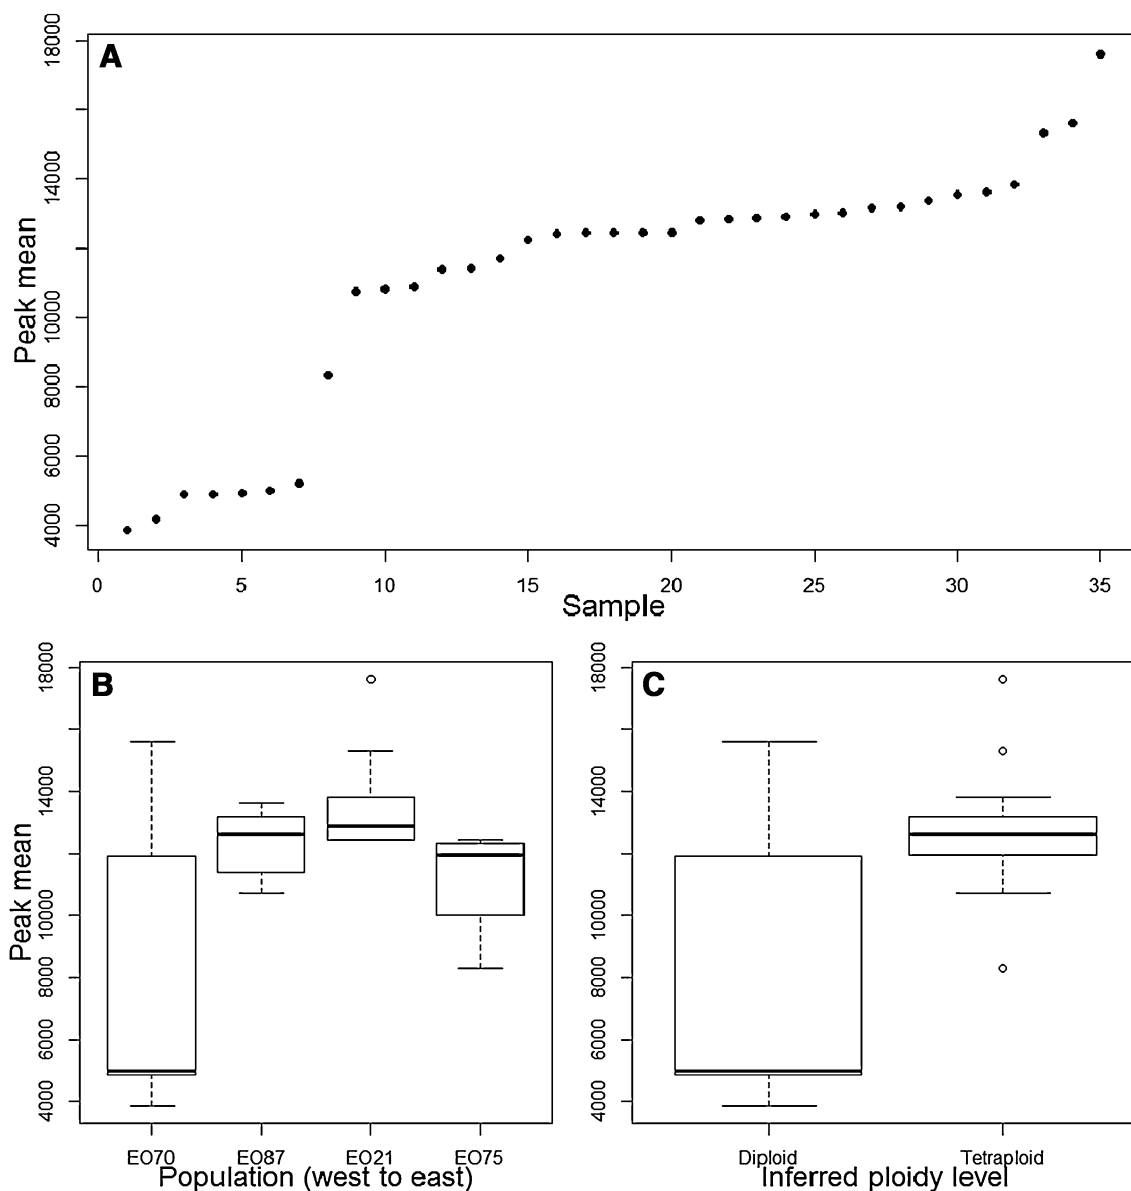 A
18000
14000
10000
8000
6000
4000
Peak mean
0 5 10 15 20 25 30 35
Sample
B
18000
14000
10000
8000
6000
4000
Peak mean
EO70 EO87 EO21 EO75
Population (west to east)
C
18000
14000
10000
8000
6000
4000
Diploid Tetraploid
Inferred ploidy level